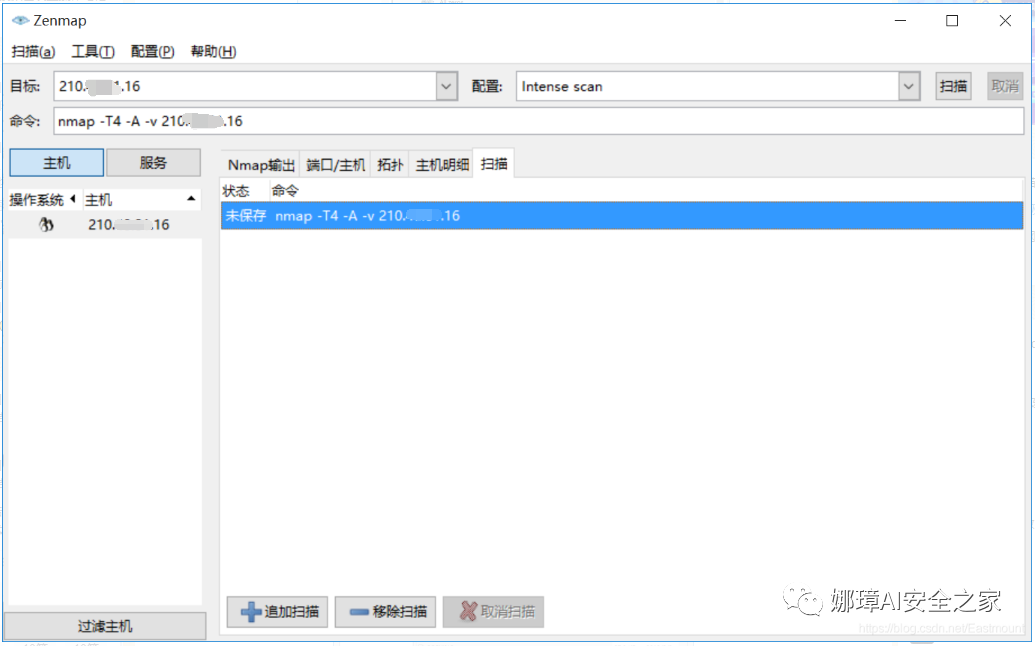 Zenmap
扫描(a) 工具(T) 配置(P) 帮助(H)
目标: 210. .16 配置: Intense scan 扫描 取消
命令: nmap -T4 -A -v 210. .16
主机 服务 Nmap输出 端口/主机 拓扑 主机明细 扫描
操作系统 主机 状态 命令
210. .16 未保存 nmap -T4 -A -v 210. .16
追加扫描 移除扫描 取消扫描
过滤主机
娜璋AI安全之家
https://blog.csdn.net/Eastmount